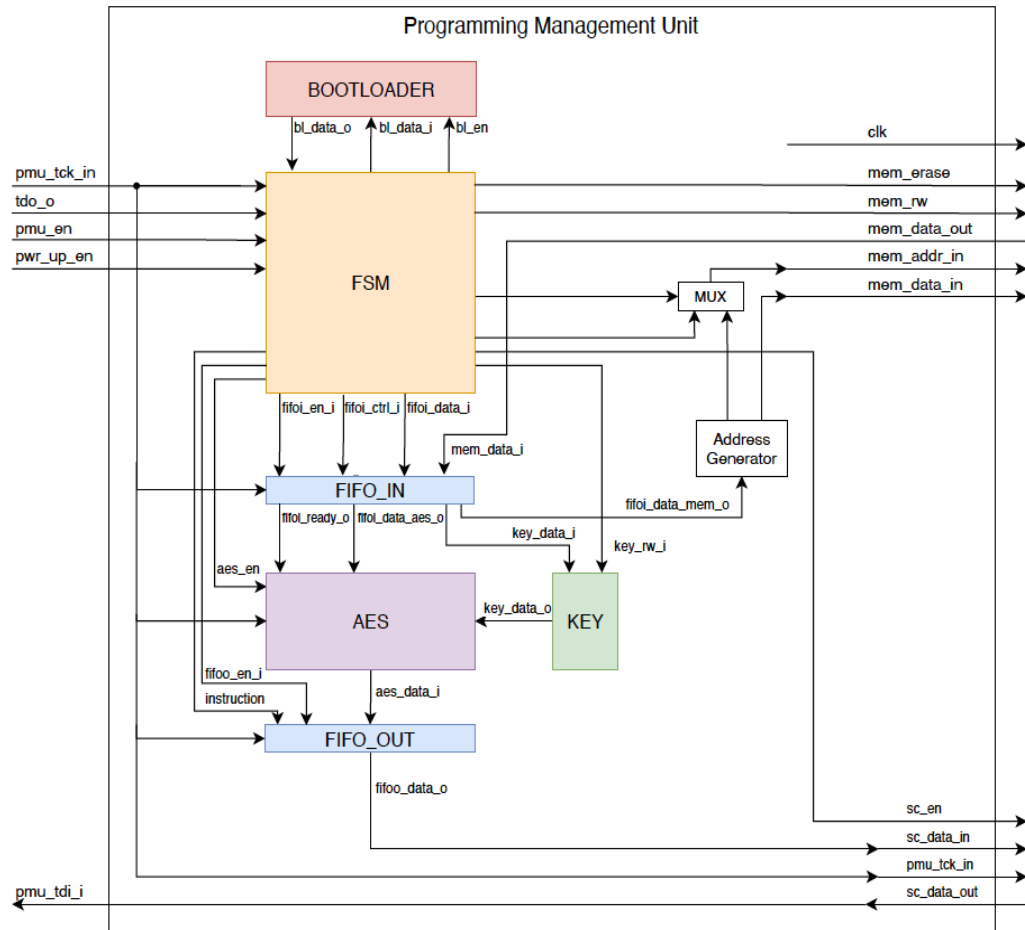 Programming Management Unit
BOOTLOADER
bl_data_o
bl_data_i
bl_en
clk
pmu_tck_in
mem_erase
tdo_o
mem_rw
pmu_en
mem_data_out
pwr_up_en
mem_addr_in
FSM
MUX
mem_data_in
fifoi_en_i
fifoi_ctrl_i
fifoi_data_i
mem_data_i
Address
Generator
FIFO_IN
fifoi_data_mem_o
fifoI_ready_o
fifoI_data_aes_o
key_data_i
key_rw_i
aes_en
AES
key_data_o
KEY
fifoo_en_i
aes_data_i
instruction
FIFO_OUT
fifoo_data_o
sc_en
sc_data_in
pmu_tck_in
pmu_tdi_i
sc_data_out